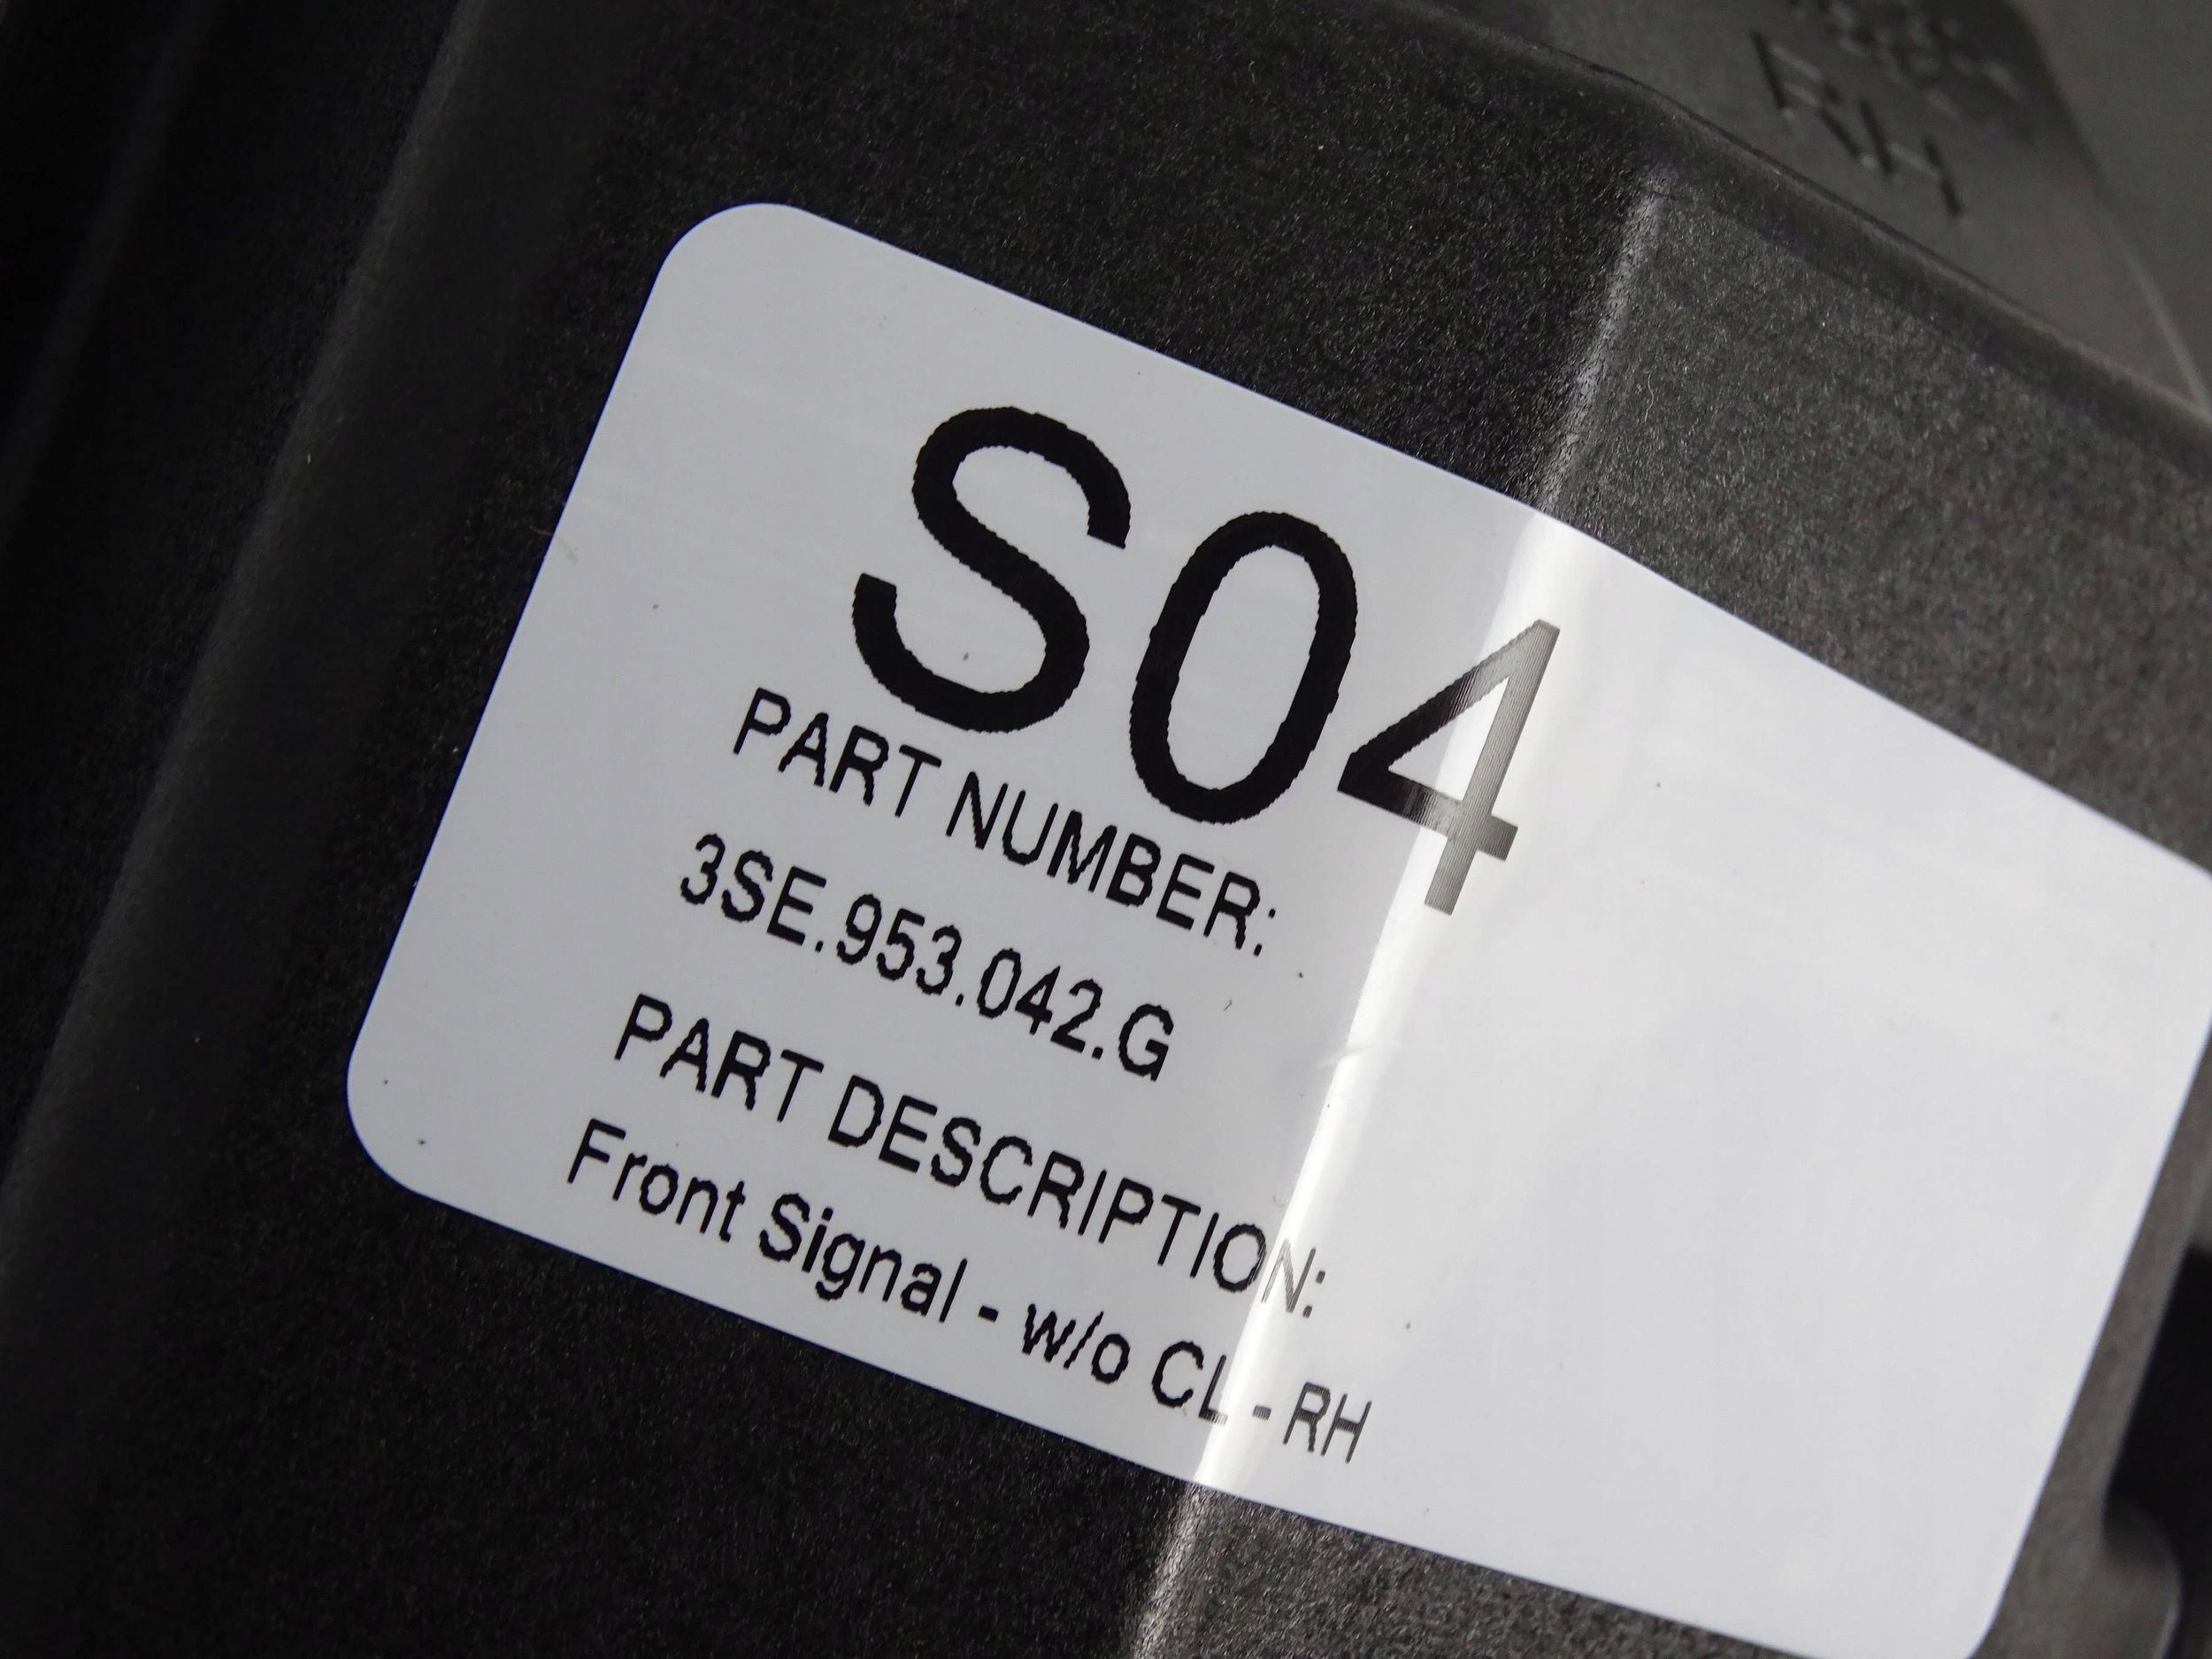 S04
PART NUMBER:
3SE.953.042.G
PART DESCRIPTION:
Front Signal - w/o CL - RH